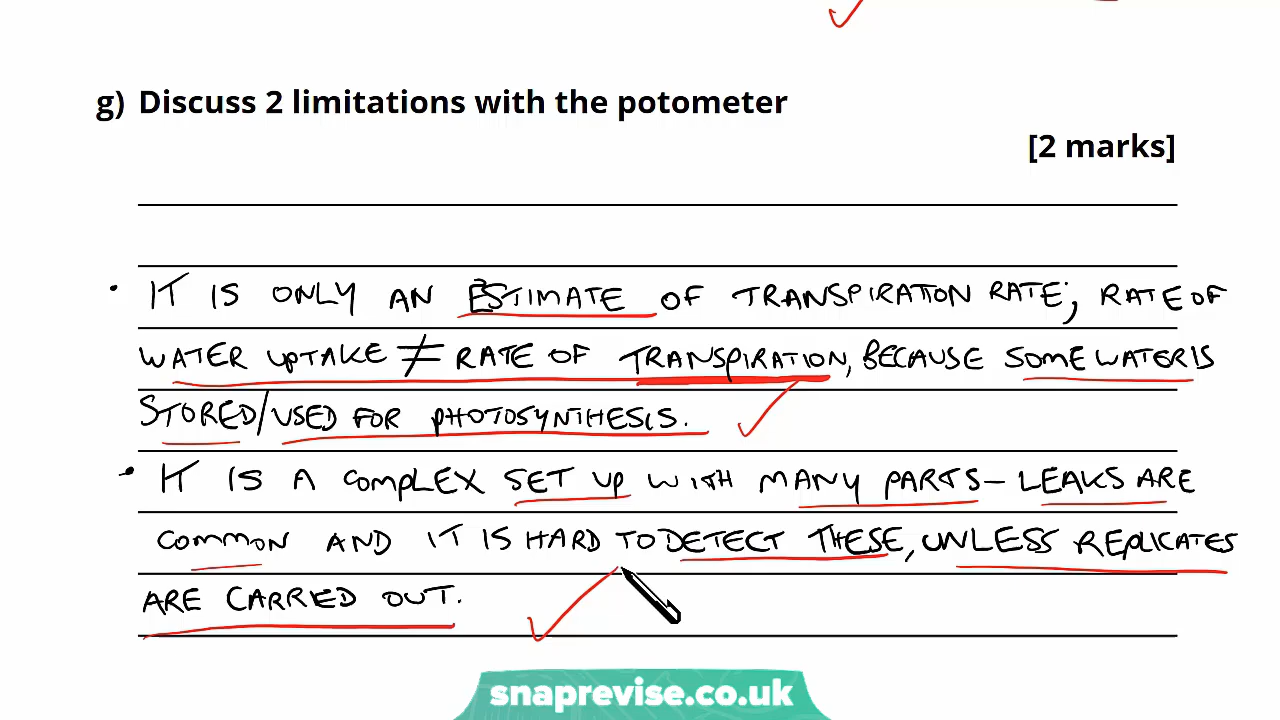 g) Discuss 2 limitations with the potometer
[2 marks]
• IT IS ONLY AN ESTIMATE OF TRANSPIRATION RATE; RATE OF
WATER UPTAKE ≠ RATE OF TRANSPIRATION, BECAUSE SOME WATER IS
STORED/USED FOR PHOTOSYNTHESIS.
• IT IS A COMPLEX SET UP WITH MANY PARTS – LEAKS ARE
COMMON AND IT IS HARD TO DETECT THESE, UNLESS REPLICATES
ARE CARRIED OUT.
snaprevise.co.uk